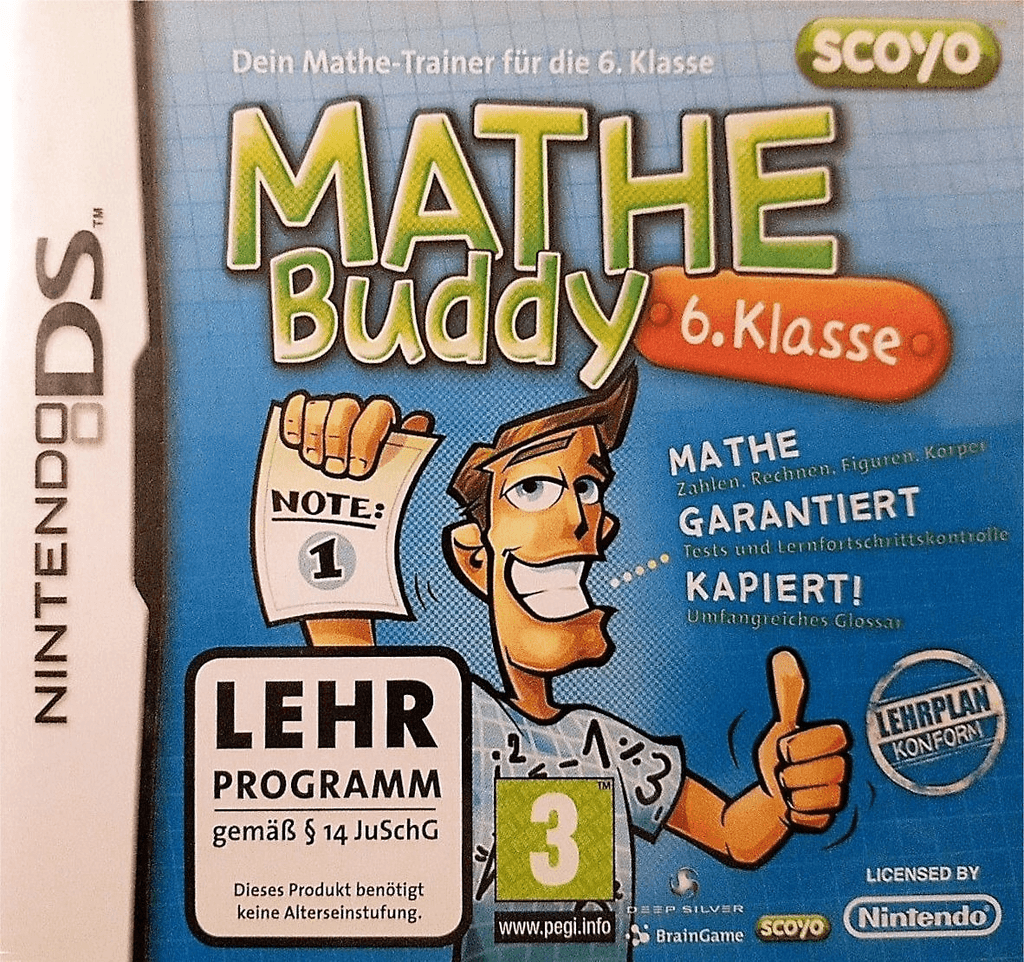 NINTENDO DS™
Dein Mathe-Trainer für die 6. Klasse
scoyo
MATHE
Buddy
6. Klasse
NOTE:
1
MATHE
Zahlen, Rechnen, Figuren, Körper
GARANTIERT
Tests und Lernfortschrittskontrolle
KAPIERT!
Umfangreiches Glossar
LEHRPLAN
KONFORM
LEHR
PROGRAMM
gemäß § 14 JuSchG
Dieses Produkt benötigt
keine Alterseinstufung.
3
™
www.pegi.info
DEEP SILVER
BrainGame
scoyo
LICENSED BY
Nintendo®